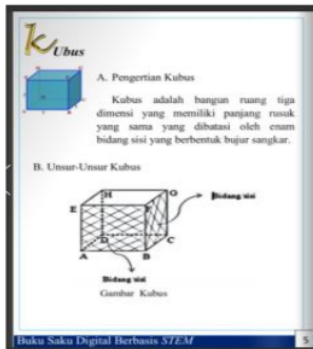 Kubus
A. Pengertian Kubus
Kubus adalah bangun ruang tiga
dimensi yang memiliki panjang rusuk
yang sama yang dibatasi oleh enam
bidang sisi yang berbentuk bujur sangkar.
B. Unsur-Unsur Kubus
H G
E F
Bidang sisi
D C
A B
Bidang sisi
Gambar Kubus
Buku Saku Digital Berbasis STEM 5